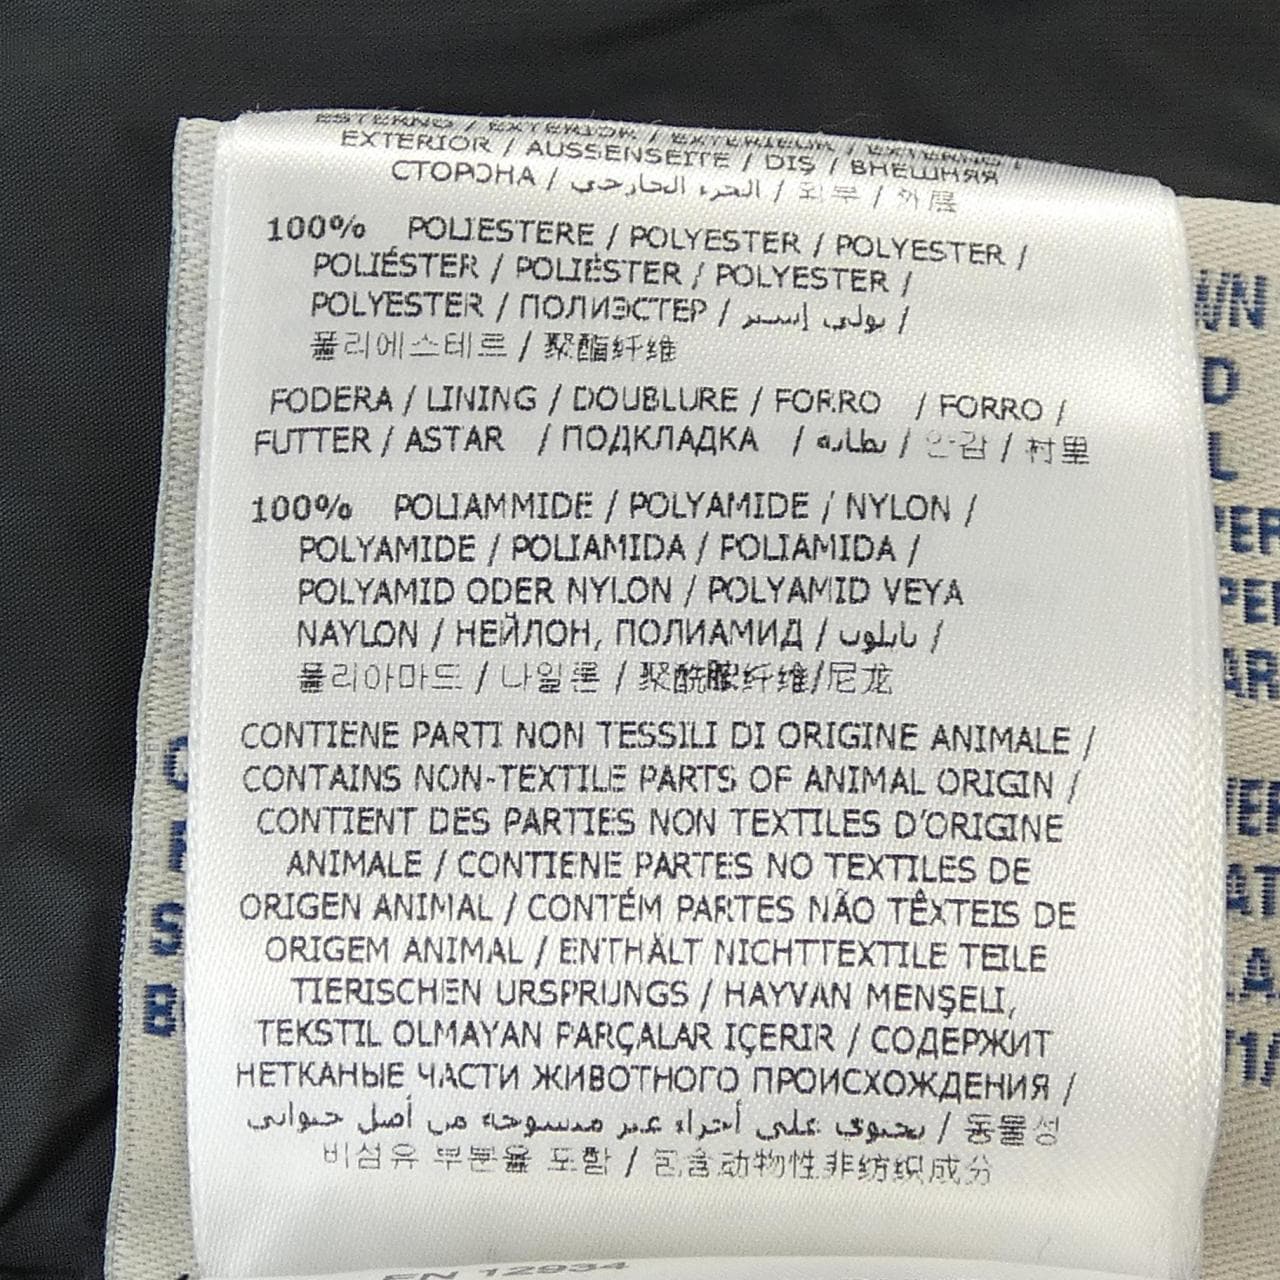 ESTERNO / EXTERIOR / EXTERIEUR / EXTERNO /
EXTERIOR / AUSSENSEITE / DIŞ / ВНЕШНЯЯ
СТОРОНА / الجزء الخارجي / 외부 / 外层
100% POLIESTERE / POLYESTER / POLYESTER /
POLIÉSTER / POLIÉSTER / POLYESTER /
POLYESTER / ПОЛИЭСТЕР / بولي إستر /
폴리에스테르 / 聚酯纤维
FODERA / LINING / DOUBLURE / FORRO / FORRO /
FUTTER / ASTAR / ПОДКЛАДКА / بطانة / 안감 / 村里
100% POLIAMMIDE / POLYAMIDE / NYLON /
POLYAMIDE / POLIAMIDA / POLIAMIDA /
POLYAMID ODER NYLON / POLYAMID VEYA
NAYLON / НЕЙЛОН, ПОЛИАМИД / نايلون /
폴리아마드 / 나일론 / 聚酰胺纤维/尼龙
CONTIENE PARTI NON TESSILI DI ORIGINE ANIMALE /
CONTAINS NON-TEXTILE PARTS OF ANIMAL ORIGIN /
CONTIENT DES PARTIES NON TEXTILES D'ORIGINE
ANIMALE / CONTIENE PARTES NO TEXTILES DE
ORIGEN ANIMAL / CONTÉM PARTES NÃO TÊXTEIS DE
ORIGEM ANIMAL / ENTHÄLT NICHTTEXTILE TEILE
TIERISCHEN URSPRUNGS / HAYVAN MENŞELI,
TEKSTIL OLMAYAN PARÇALAR IÇERIR / СОДЕРЖИТ
НЕТКАНЫЕ ЧАСТИ ЖИВОТНОГО ПРОИСХОЖДЕНИЯ /
يحتوي على أجزاء غير منسوجة من أصل حيواني / 동물성
비섬유 부분을 포함 / 包含动物性非纺织成分
EN 12934